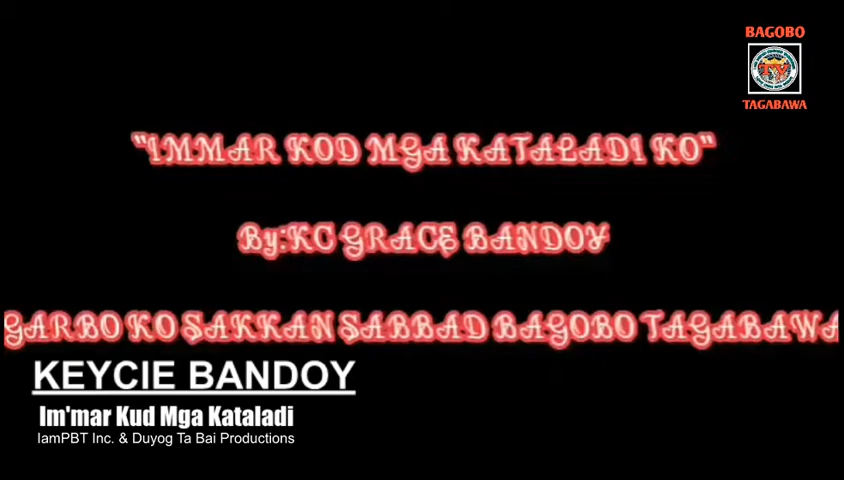 BAGOBO
TV
TAGABAWA
"IMMAR KOD MGA KATALADI KO"
By:KC GRACE BANDOY
GARBO KO SAKKAN SABBAD BAGOBO TAGABAWA
KEYCIE BANDOY
Im'mar Kud Mga Kataladi
IamPBT Inc. & Duyog Ta Bai Productions